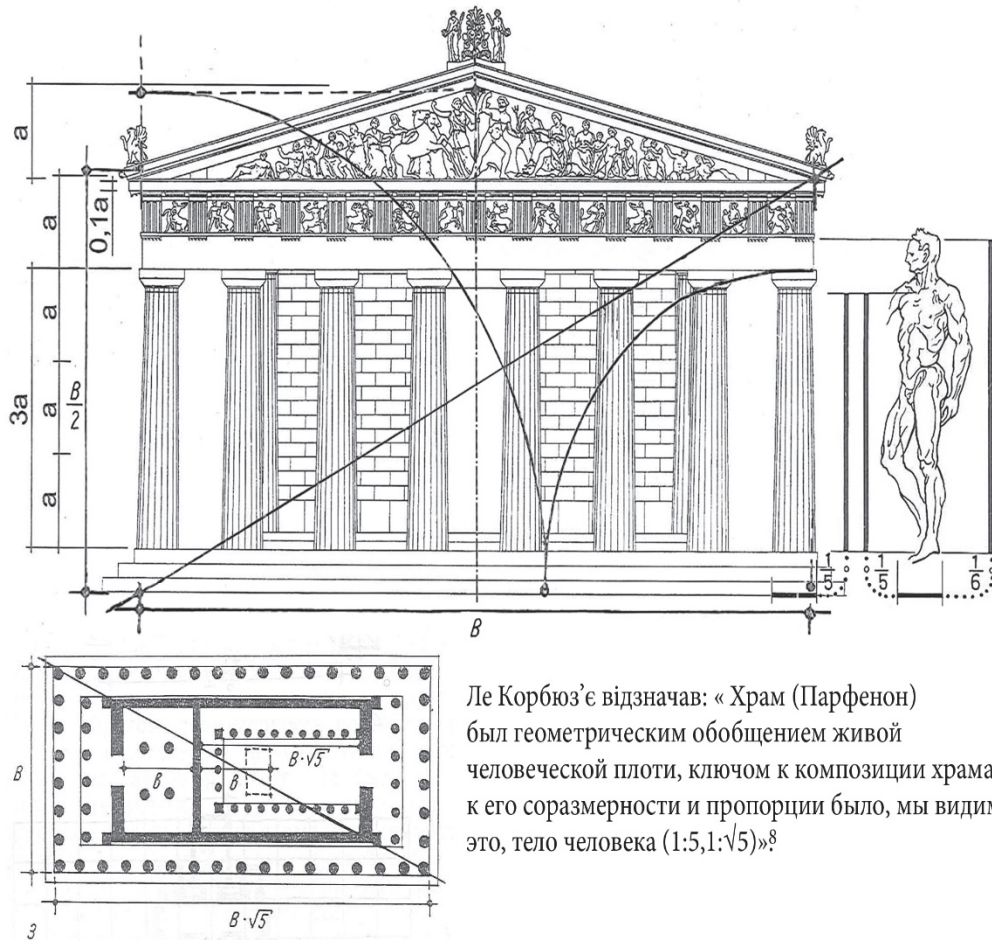 a
a
0,1a
a
3a
a
B/2
a
1/5
1/5
1/6
B
B
в
в
B·√5
B·√5
3
Ле Корбюз’є відзначав: « Храм (Парфенон)
был геометрическим обобщением живой
человеческой плоти, ключом к композиции храма
к его соразмерности и пропорции было, мы видим
это, тело человека (1:5,1:√5)»⁸